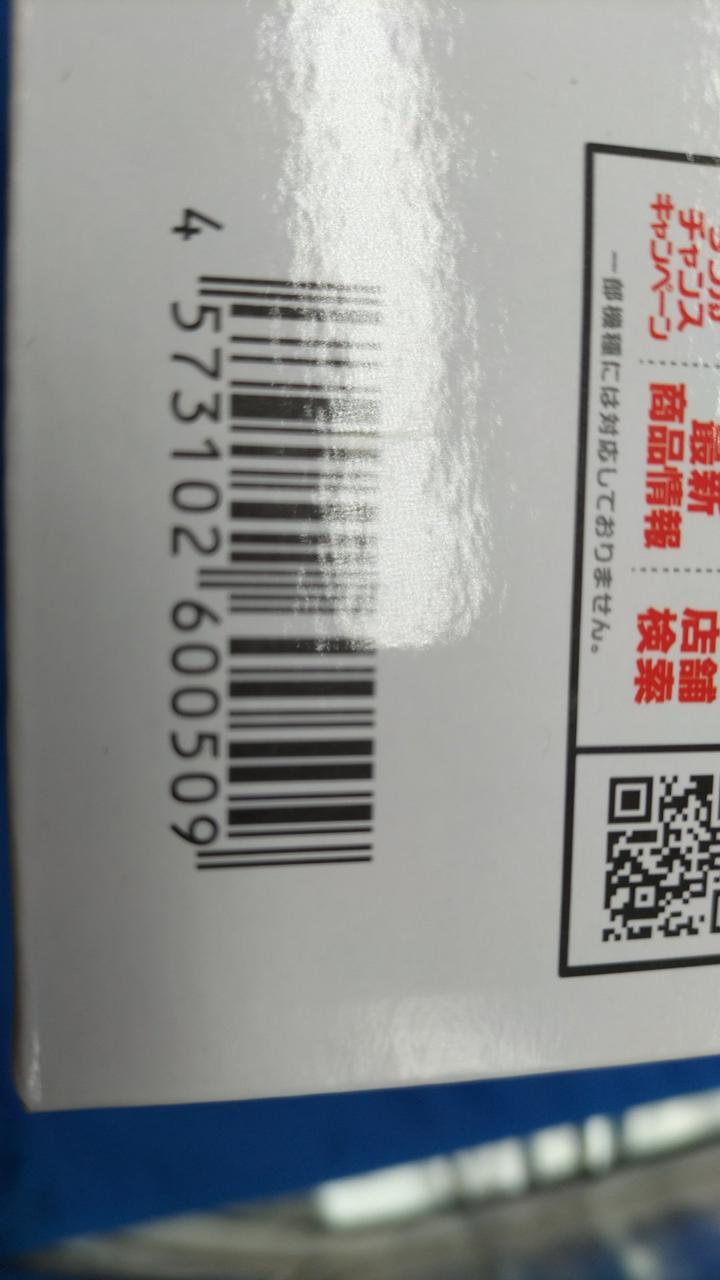 4 573102 600509
チャンス
キャンペーン
最新
商品情報
店舗
検索
一部機種には対応しておりません。